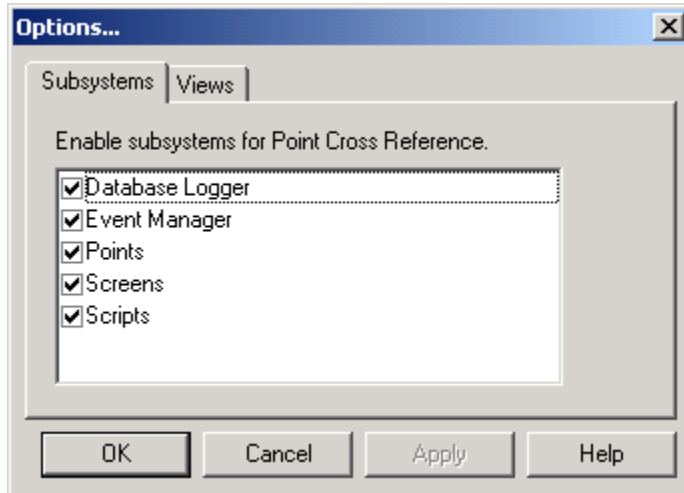 Options...
Subsystems Views
Enable subsystems for Point Cross Reference.
Database Logger
Event Manager
Points
Screens
Scripts
OK Cancel Apply Help